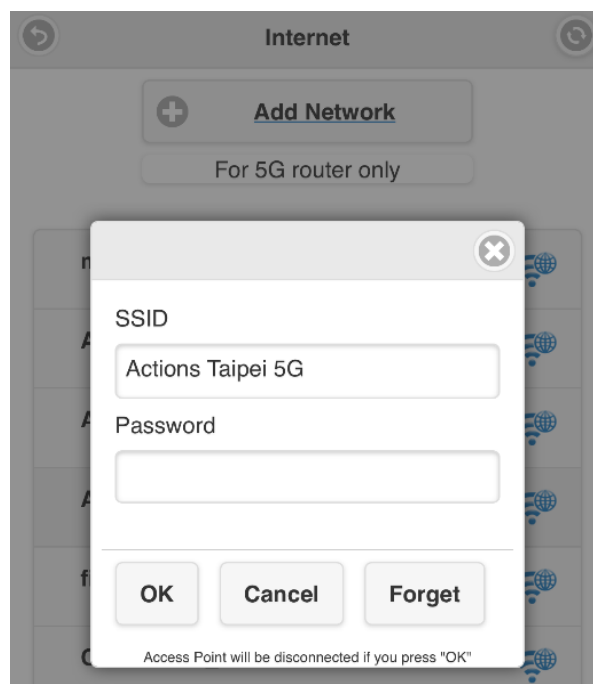 Internet
Add Network
For 5G router only
SSID
Actions Taipei 5G
Password
OK Cancel Forget
Access Point will be disconnected if you press "OK"